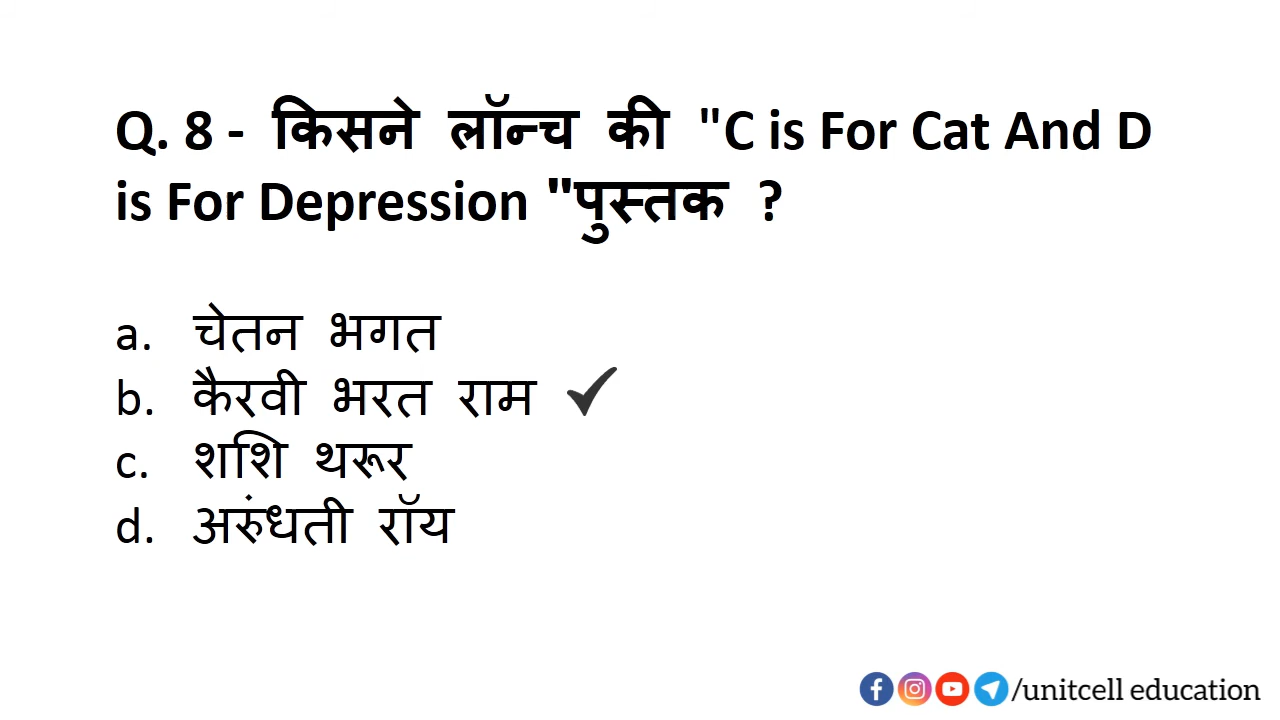 Q. 8 - किसने लॉन्च की "C is For Cat And D
is For Depression "पुस्तक ?
a. चेतन भगत
b. कैरवी भरत राम ✔
c. शशि थरूर
d. अरुंधती रॉय
/unitcell education